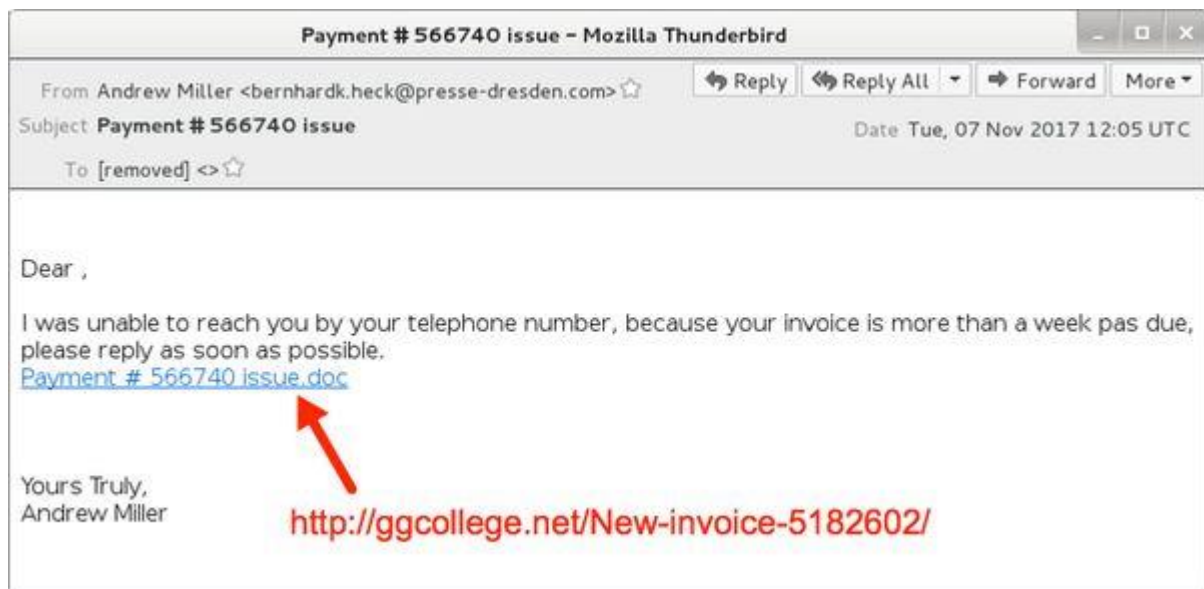 Payment # 566740 issue – Mozilla Thunderbird
From Andrew Miller <bernhardk.heck@presse-dresden.com>
Reply Reply All Forward More
Subject Payment # 566740 issue
Date Tue, 07 Nov 2017 12:05 UTC
To [removed] <>
Dear ,
I was unable to reach you by your telephone number, because your invoice is more than a week pas due,
please reply as soon as possible.
Payment # 566740 issue.doc
Yours Truly,
Andrew Miller
http://ggcollege.net/New-invoice-5182602/